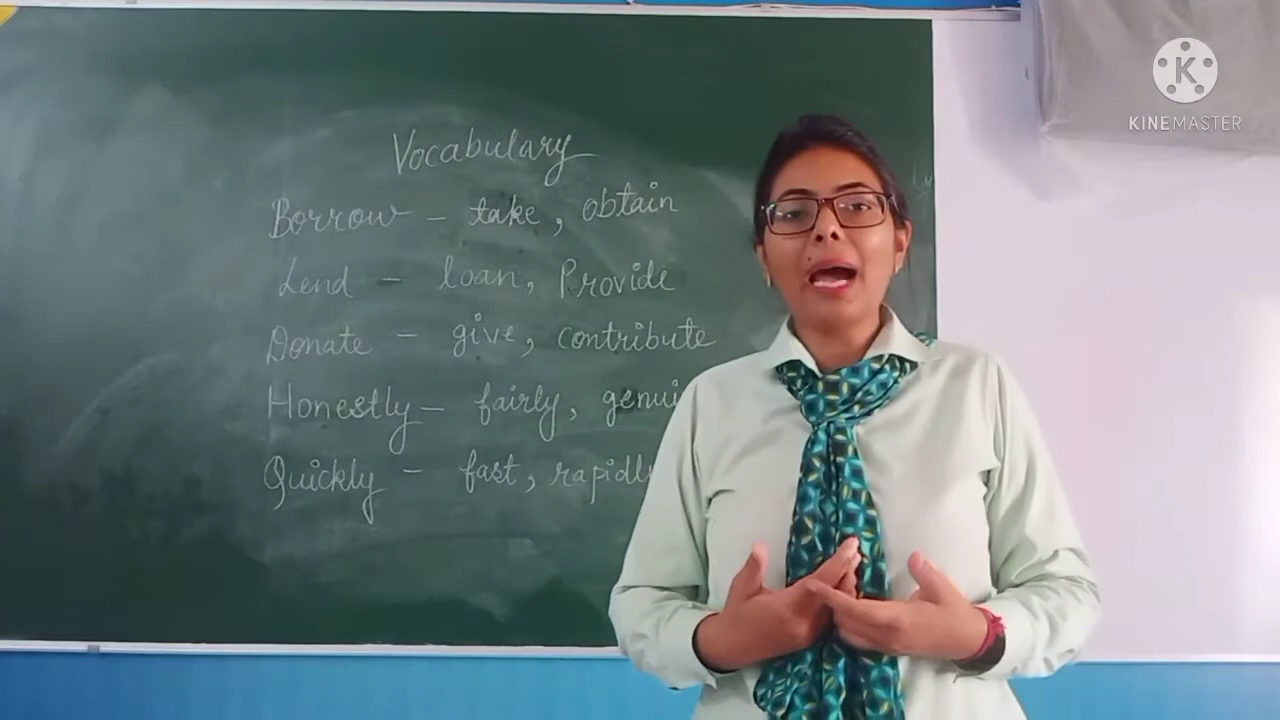 KINEMASTER
Vocabulary
Borrow - take, obtain
Lend - loan, Provide
Donate - give, contribute
Honestly - fairly,
Quickly - fast,